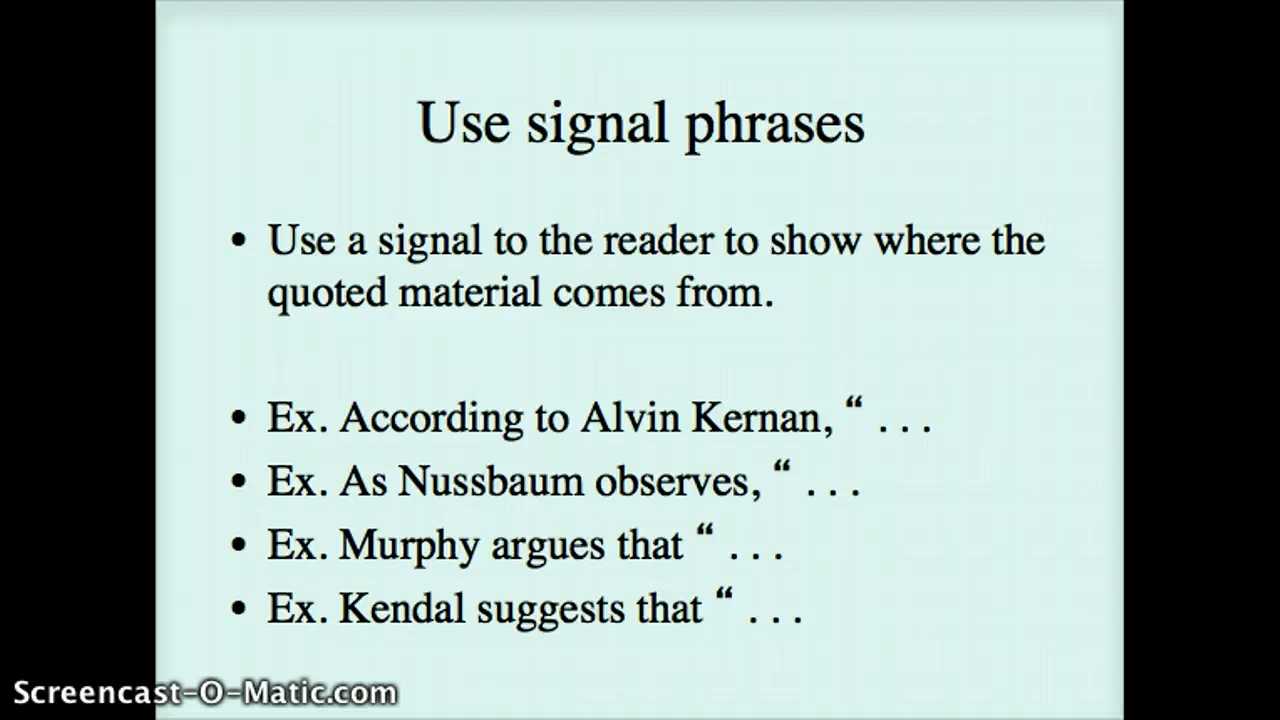 Use signal phrases
• Use a signal to the reader to show where the
quoted material comes from.
• Ex. According to Alvin Kernan, “ . . .
• Ex. As Nussbaum observes, “ . . .
• Ex. Murphy argues that “ . . .
• Ex. Kendal suggests that “ . . .
Screencast-O-Matic.com